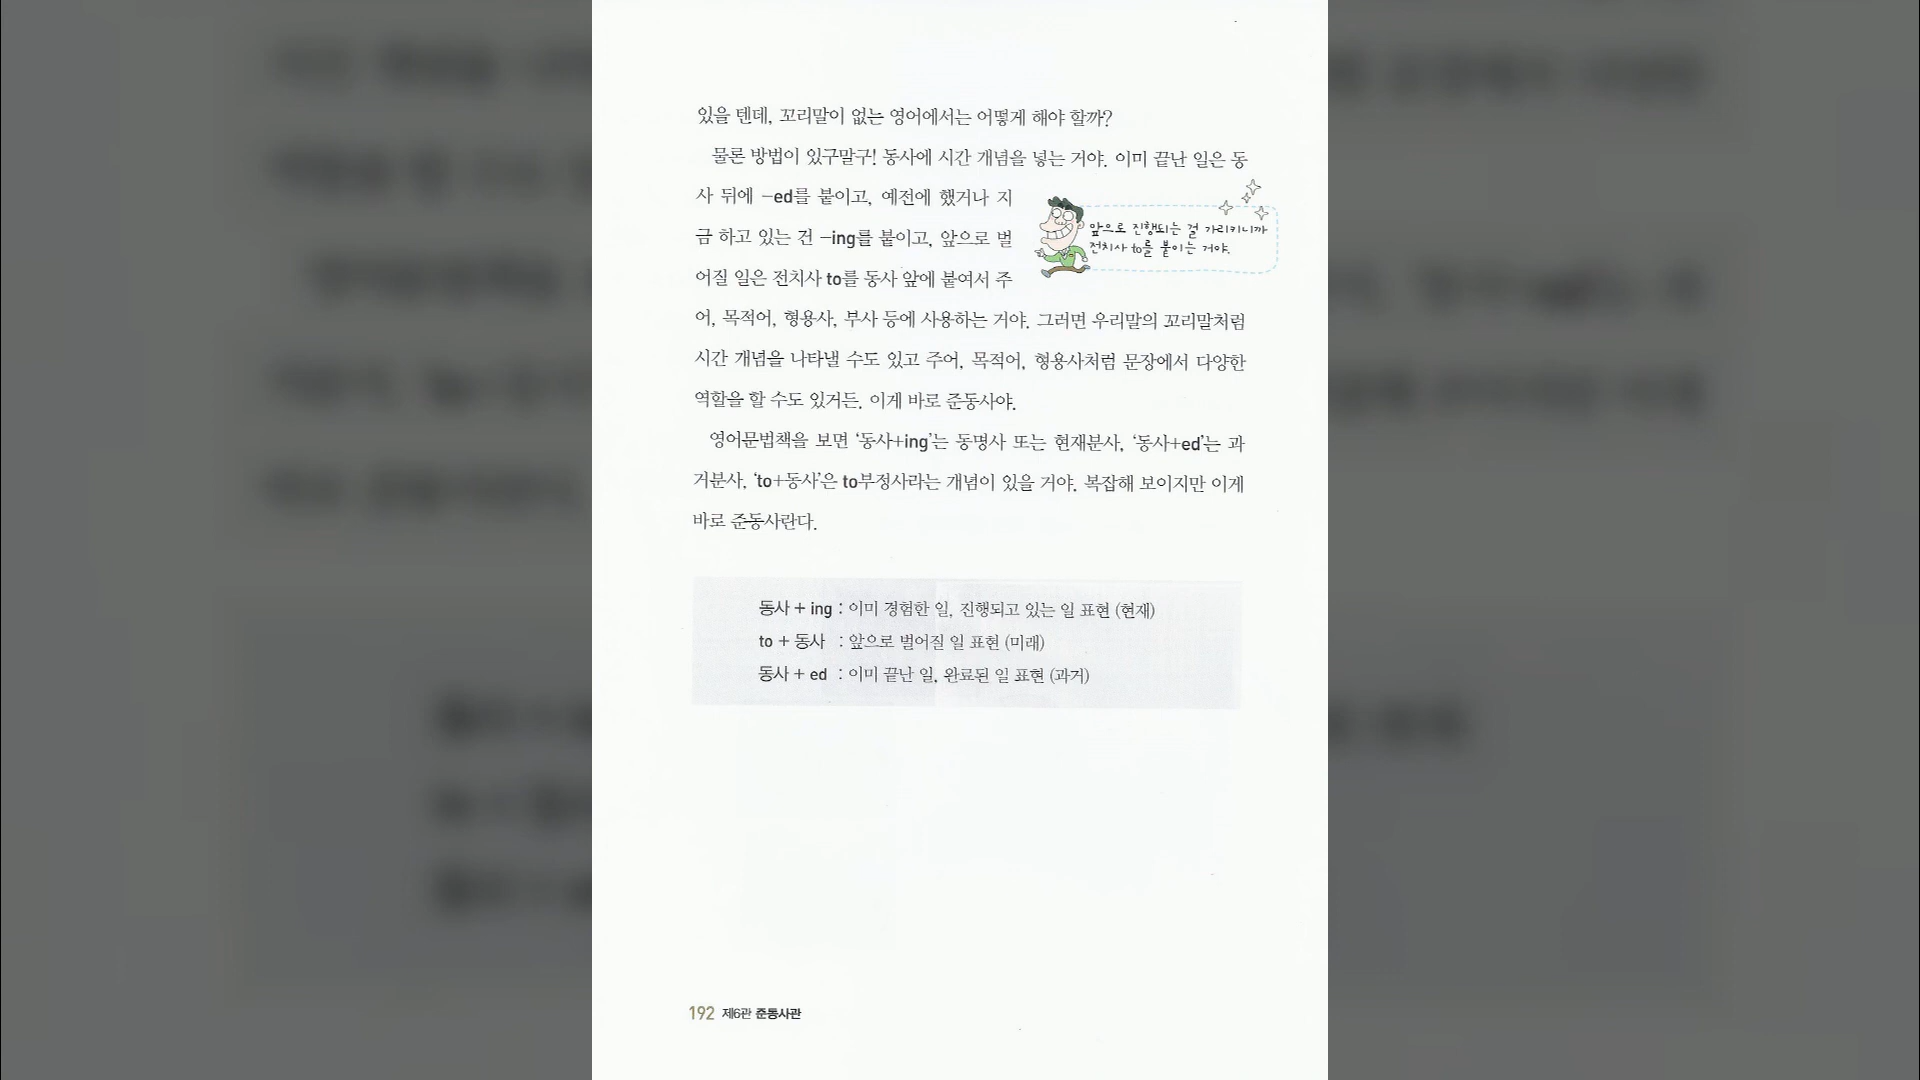 있을 텐데, 꼬리말이 없는 영어에서는 어떻게 해야 할까?
물론 방법이 있구말구! 동사에 시간 개념을 넣는 거야. 이미 끝난 일은 동
사 뒤에 –ed를 붙이고, 예전에 했거나 지
금 하고 있는 건 –ing를 붙이고, 앞으로 벌
어질 일은 전치사 to를 동사 앞에 붙여서 주
앞으로 진행되는 걸 가리키니까
전치사 to를 붙이는 거야.
어, 목적어, 형용사, 부사 등에 사용하는 거야. 그러면 우리말의 꼬리말처럼
시간 개념을 나타낼 수도 있고 주어, 목적어, 형용사처럼 문장에서 다양한
역할을 할 수도 있거든. 이게 바로 준동사야.
영어문법책을 보면 ‘동사+ing’는 동명사 또는 현재분사, ‘동사+ed’는 과
거분사, ‘to+동사’은 to부정사라는 개념이 있을 거야. 복잡해 보이지만 이게
바로 준동사란다.
동사 + ing : 이미 경험한 일, 진행되고 있는 일 표현 (현재)
to + 동사 : 앞으로 벌어질 일 표현 (미래)
동사 + ed : 이미 끝난 일, 완료된 일 표현 (과거)
192 제6관 준동사관